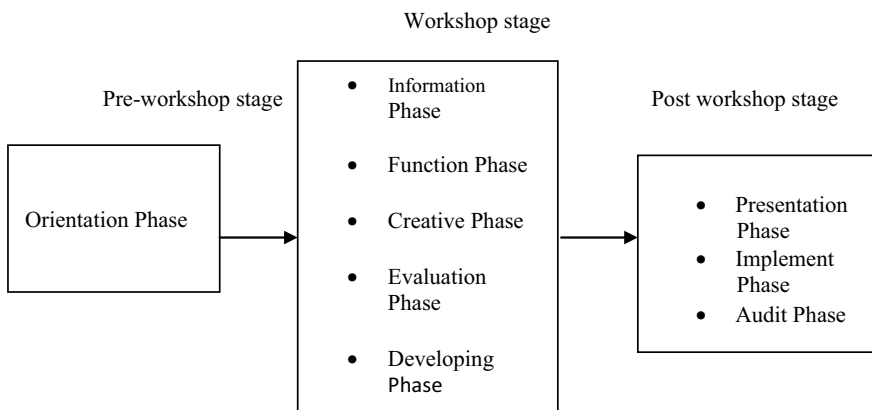 Workshop stage
Pre-workshop stage
Post workshop stage
Orientation Phase
• Information
Phase
• Function Phase
• Creative Phase
• Evaluation
Phase
• Developing
Phase
• Presentation
Phase
• Implement
Phase
• Audit Phase